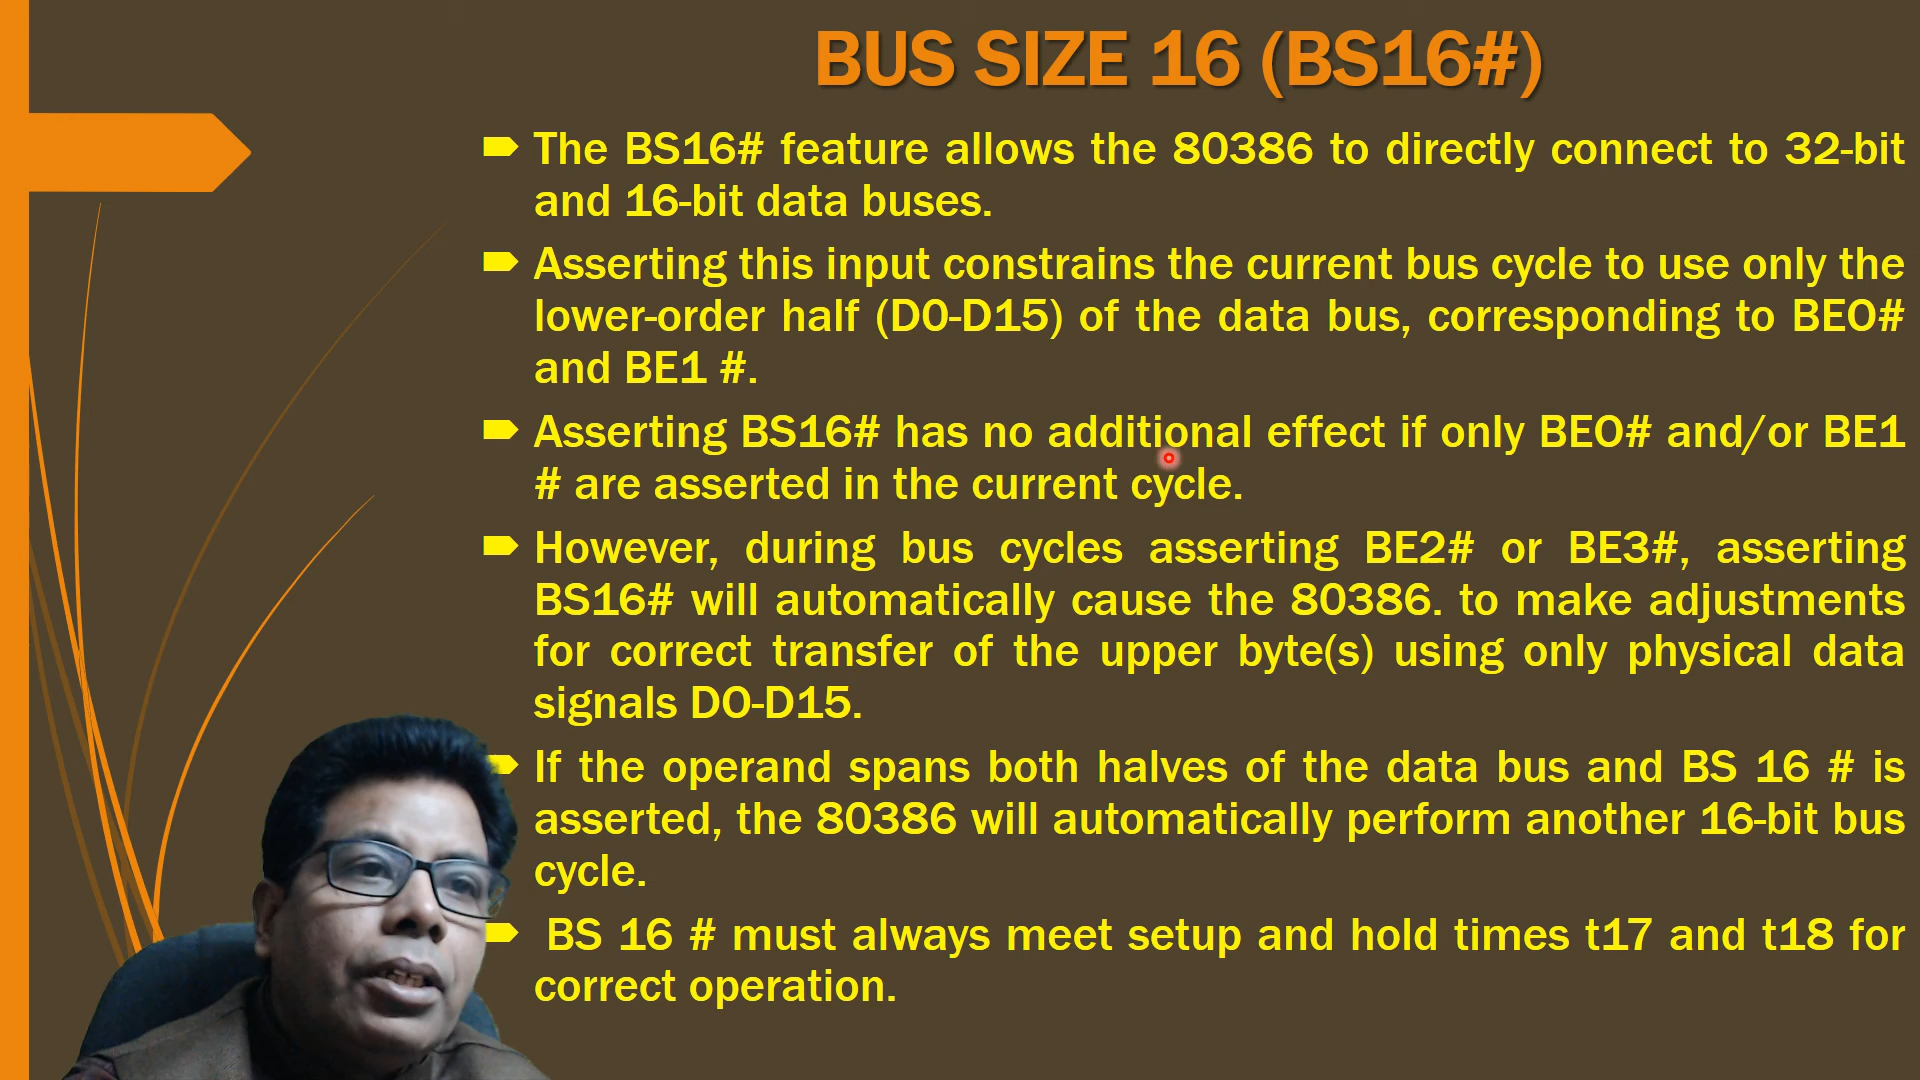 BUS SIZE 16 (BS16#)
The BS16# feature allows the 80386 to directly connect to 32-bit
and 16-bit data buses.
Asserting this input constrains the current bus cycle to use only the
lower-order half (D0-D15) of the data bus, corresponding to BEO#
and BE1 #.
Asserting BS16# has no additional effect if only BEO# and/or BE1
# are asserted in the current cycle.
However, during bus cycles asserting BE2# or BE3#, asserting
BS16# will automatically cause the 80386. to make adjustments
for correct transfer of the upper byte(s) using only physical data
signals DO-D15.
If the operand spans both halves of the data bus and BS 16 # is
asserted, the 80386 will automatically perform another 16-bit bus
cycle.
BS 16 # must always meet setup and hold times t17 and t18 for
correct operation.